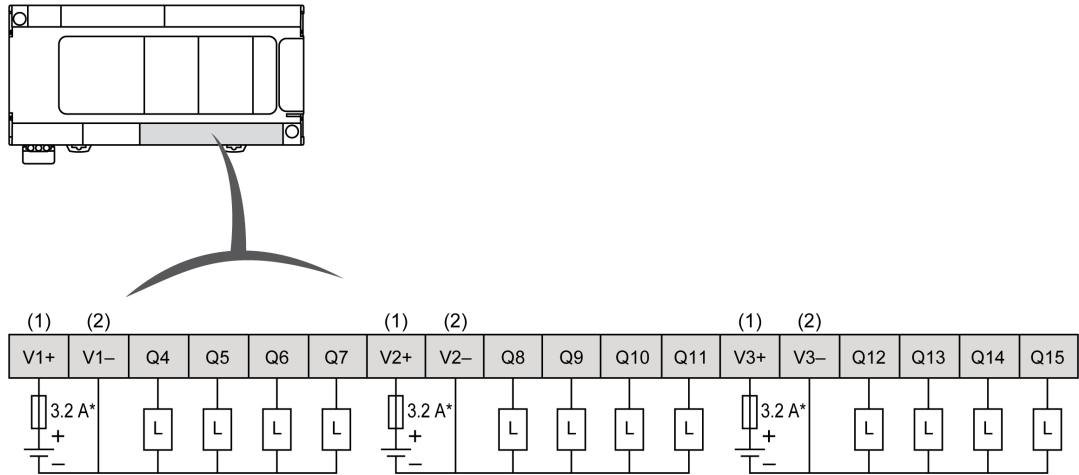 (1) (2) (1) (2) (1) (2)
V1+ V1– Q4 Q5 Q6 Q7 V2+ V2– Q8 Q9 Q10 Q11 V3+ V3– Q12 Q13 Q14 Q15
3.2 A* L L L L 3.2 A* L L L L 3.2 A* L L L L
+ + +
– – –